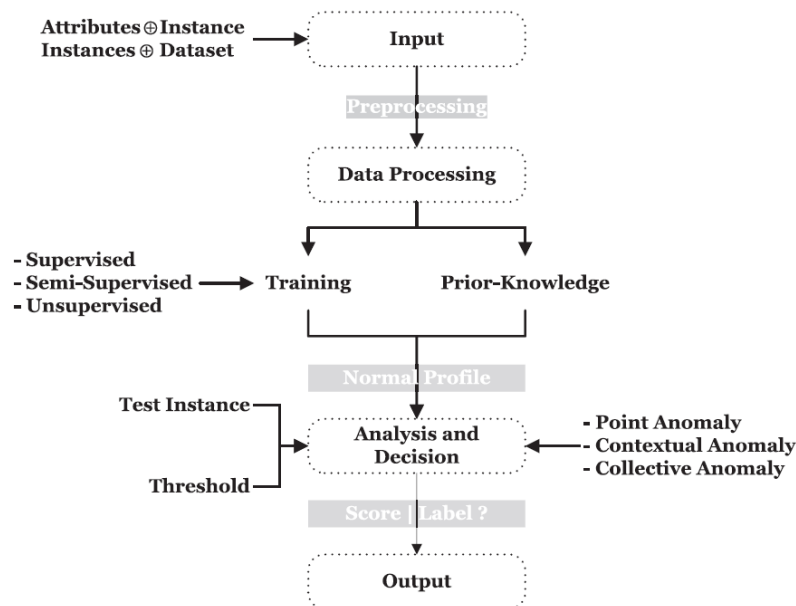 Attributes⊕Instance
Instances ⊕ Dataset
Input
Preprocessing
Data Processing
- Supervised
- Semi-Supervised
- Unsupervised
Training
Prior-Knowledge
Normal Profile
Test Instance
Threshold
Analysis and
Decision
- Point Anomaly
- Contextual Anomaly
- Collective Anomaly
Score | Label ?
Output